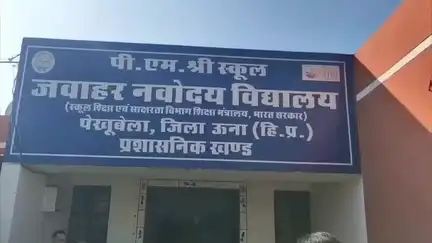 पी.एम.श्री स्कूल
जवाहर नवोदय विद्यालय
(स्कूल शिक्षा एवं साक्षरता विभाग शिक्षा मंत्रालय, भारत सरकार)
पेखूबेला, जिला ऊना (हि.प्र.)
प्रशासनिक खण्ड